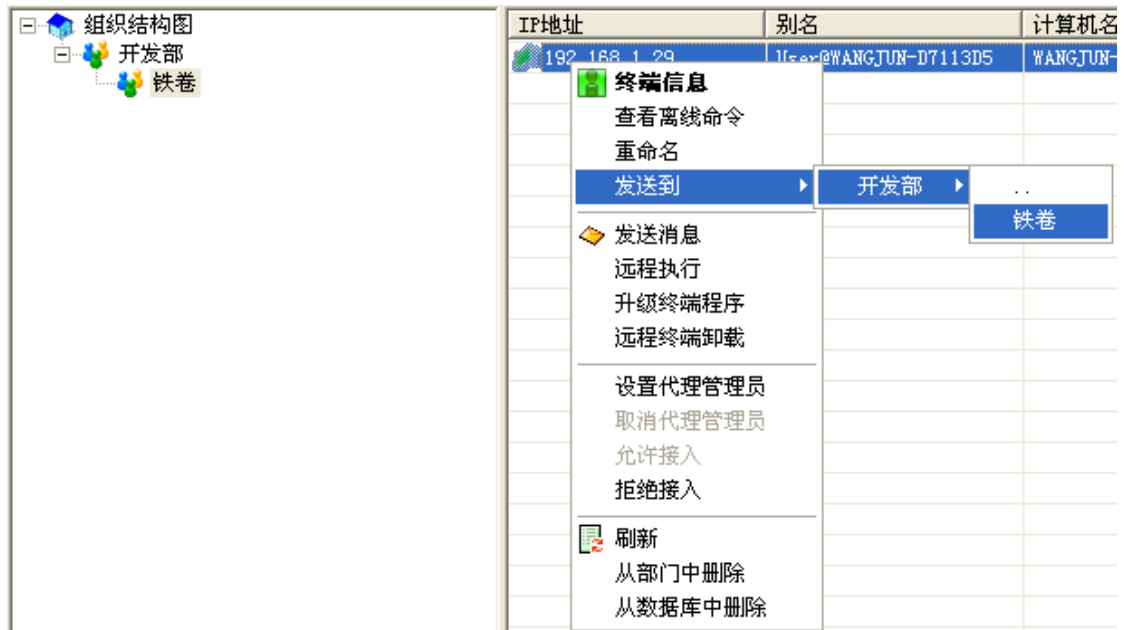 组织结构图
开发部
铁卷
IP地址 别名 计算机名
192.168.1.29 User@WANGJUN-D7113D5 WANGJUN-
终端信息
查看离线命令
重命名
发送到 开发部 ..
铁卷
发送消息
远程执行
升级终端程序
远程终端卸载
设置代理管理员
取消代理管理员
允许接入
拒绝接入
刷新
从部门中删除
从数据库中删除